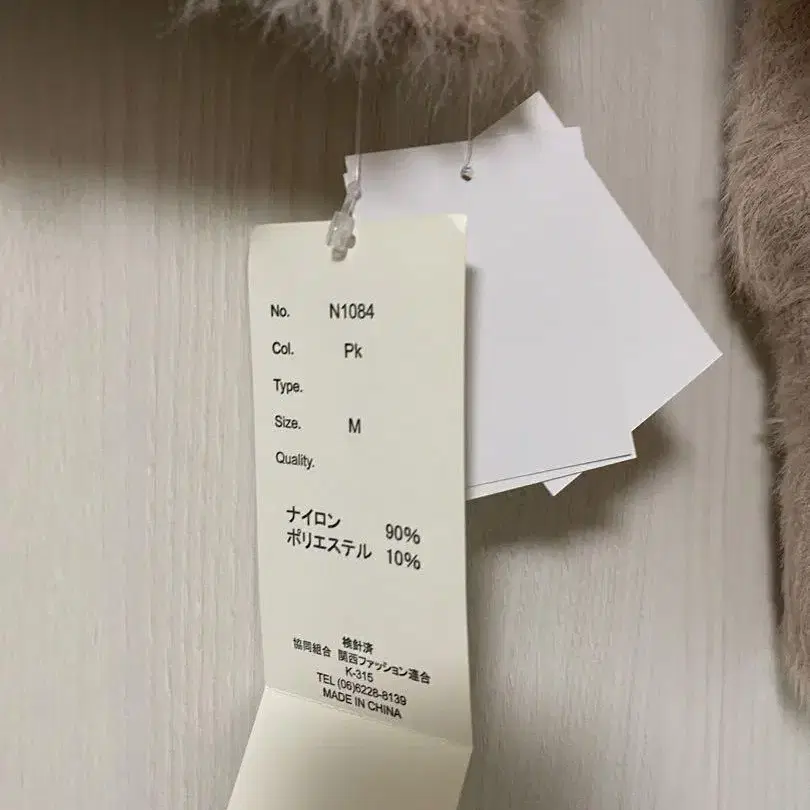 No. N1084
Col. Pk
Type.
Size. M
Quality.
ナイロン 90%
ポリエステル 10%
検針済
協同組合 関西ファッション連合
K-315
TEL (06)6228-8139
MADE IN CHINA